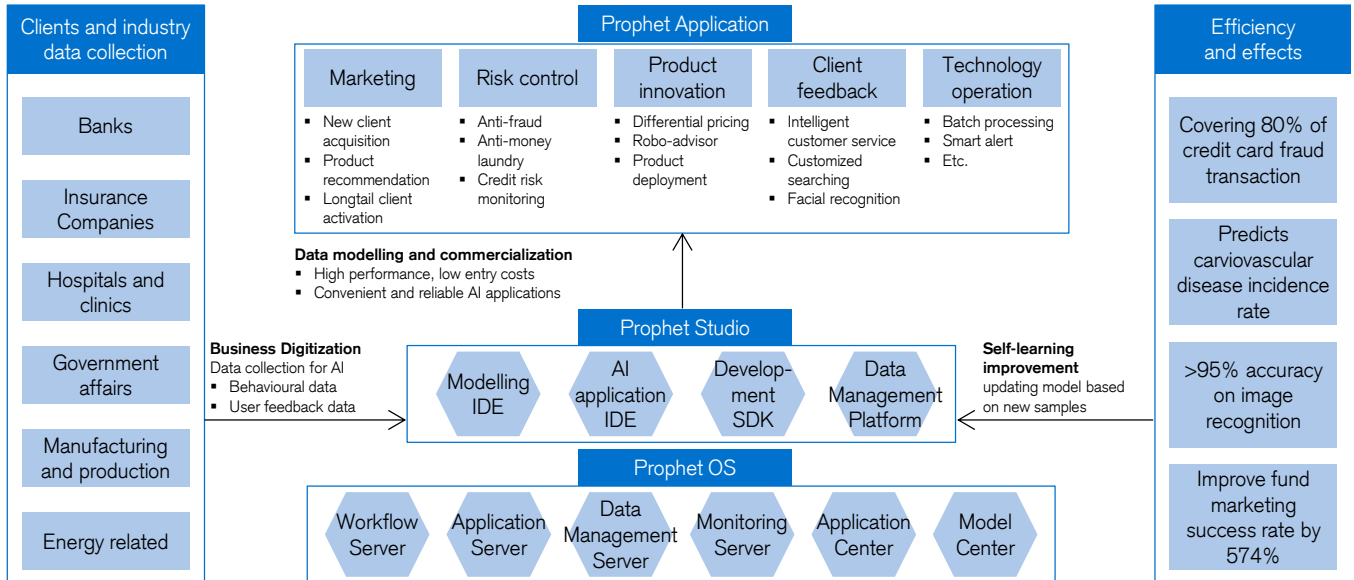 Clients and industry
data collection
Banks
Insurance
Companies
Hospitals and
clinics
Government
affairs
Manufacturing
and production
Energy related
Business Digitization
Data collection for AI
▪ Behavioural data
▪ User feedback data
Prophet Application
Marketing
▪ New client
acquisition
▪ Product
recommendation
▪ Longtail client
activation
Risk control
▪ Anti-fraud
▪ Anti-money
laundry
▪ Credit risk
monitoring
Product
innovation
▪ Differential pricing
▪ Robo-advisor
▪ Product
deployment
Client
feedback
▪ Intelligent
customer service
▪ Customized
searching
▪ Facial recognition
Technology
operation
▪ Batch processing
▪ Smart alert
▪ Etc.
Data modelling and commercialization
▪ High performance, low entry costs
▪ Convenient and reliable AI applications
Prophet Studio
Modelling
IDE
AI
application
IDE
Develop-
ment
SDK
Data
Management
Platform
Prophet OS
Workflow
Server
Application
Server
Data
Management
Server
Monitoring
Server
Application
Center
Model
Center
Self-learning
improvement
updating model based
on new samples
Efficiency
and effects
Covering 80% of
credit card fraud
transaction
Predicts
carviovascular
disease incidence
rate
>95% accuracy
on image
recognition
Improve fund
marketing
success rate by
574%